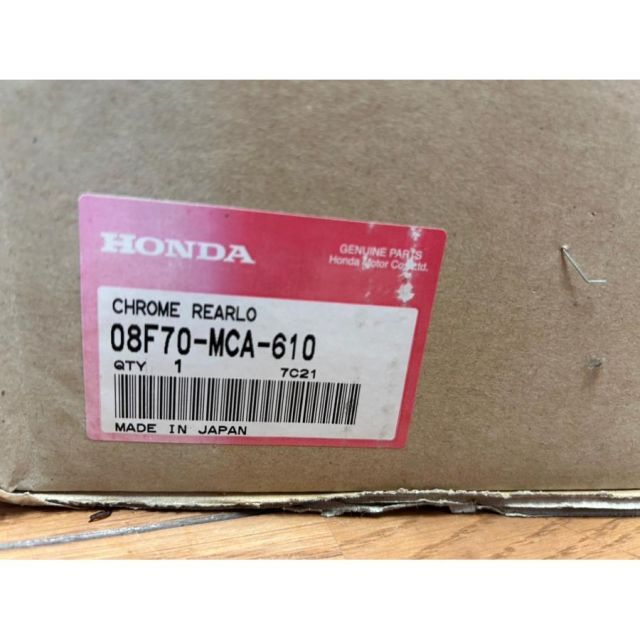 HONDA
GENUINE PARTS
Honda Motor Co., Ltd.
CHROME REARLO
08F70-MCA-610
QTY 1 7C21
MADE IN JAPAN